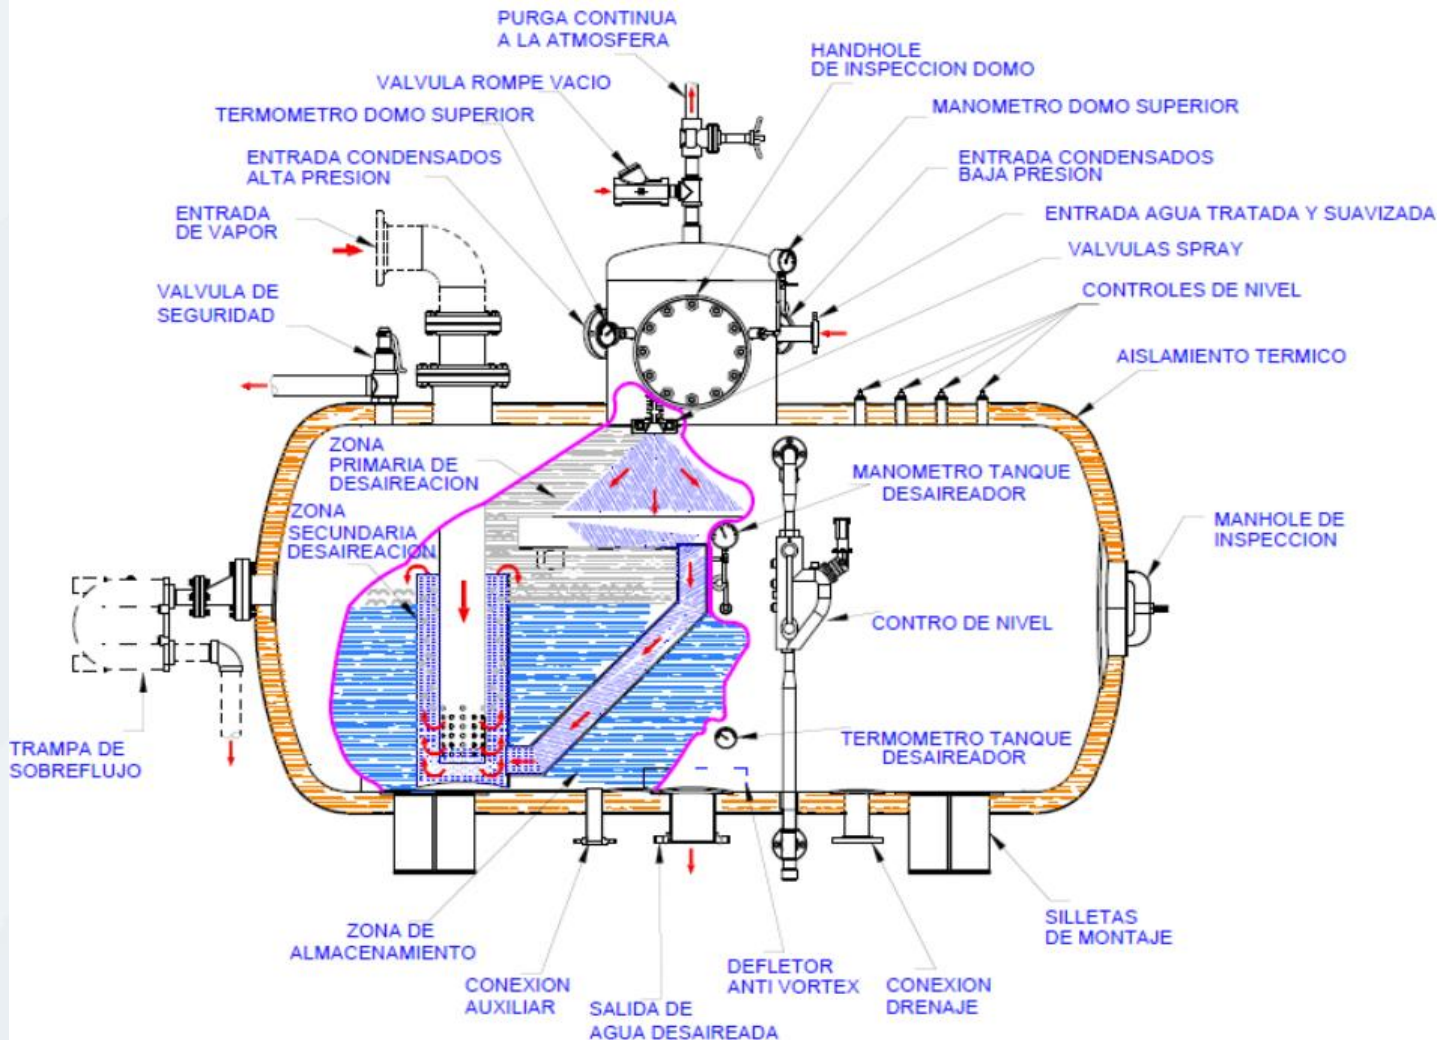 PURGA CONTINUA
A LA ATMOSFERA
HANDHOLE
DE INSPECCION DOMO
VALVULA ROMPE VACIO
MANOMETRO DOMO SUPERIOR
TERMOMETRO DOMO SUPERIOR
ENTRADA CONDENSADOS
ALTA PRESION
ENTRADA CONDENSADOS
BAJA PRESION
ENTRADA
DE VAPOR
ENTRADA AGUA TRATADA Y SUAVIZADA
VALVULAS SPRAY
VALVULA DE
SEGURIDAD
CONTROLES DE NIVEL
AISLAMIENTO TERMICO
ZONA
PRIMARIA DE
DESAIREACION
MANOMETRO TANQUE
DESAIREADOR
ZONA
SECUNDARIA
DESAIREACION
MANHOLE DE
INSPECCION
CONTRO DE NIVEL
TRAMPA DE
SOBREFLUJO
TERMOMETRO TANQUE
DESAIREADOR
ZONA DE
ALMACENAMIENTO
SILLETAS
DE MONTAJE
CONEXION
AUXILIAR
SALIDA DE
AGUA DESAIREADA
DEFLETOR
ANTI VORTEX
CONEXION
DRENAJE